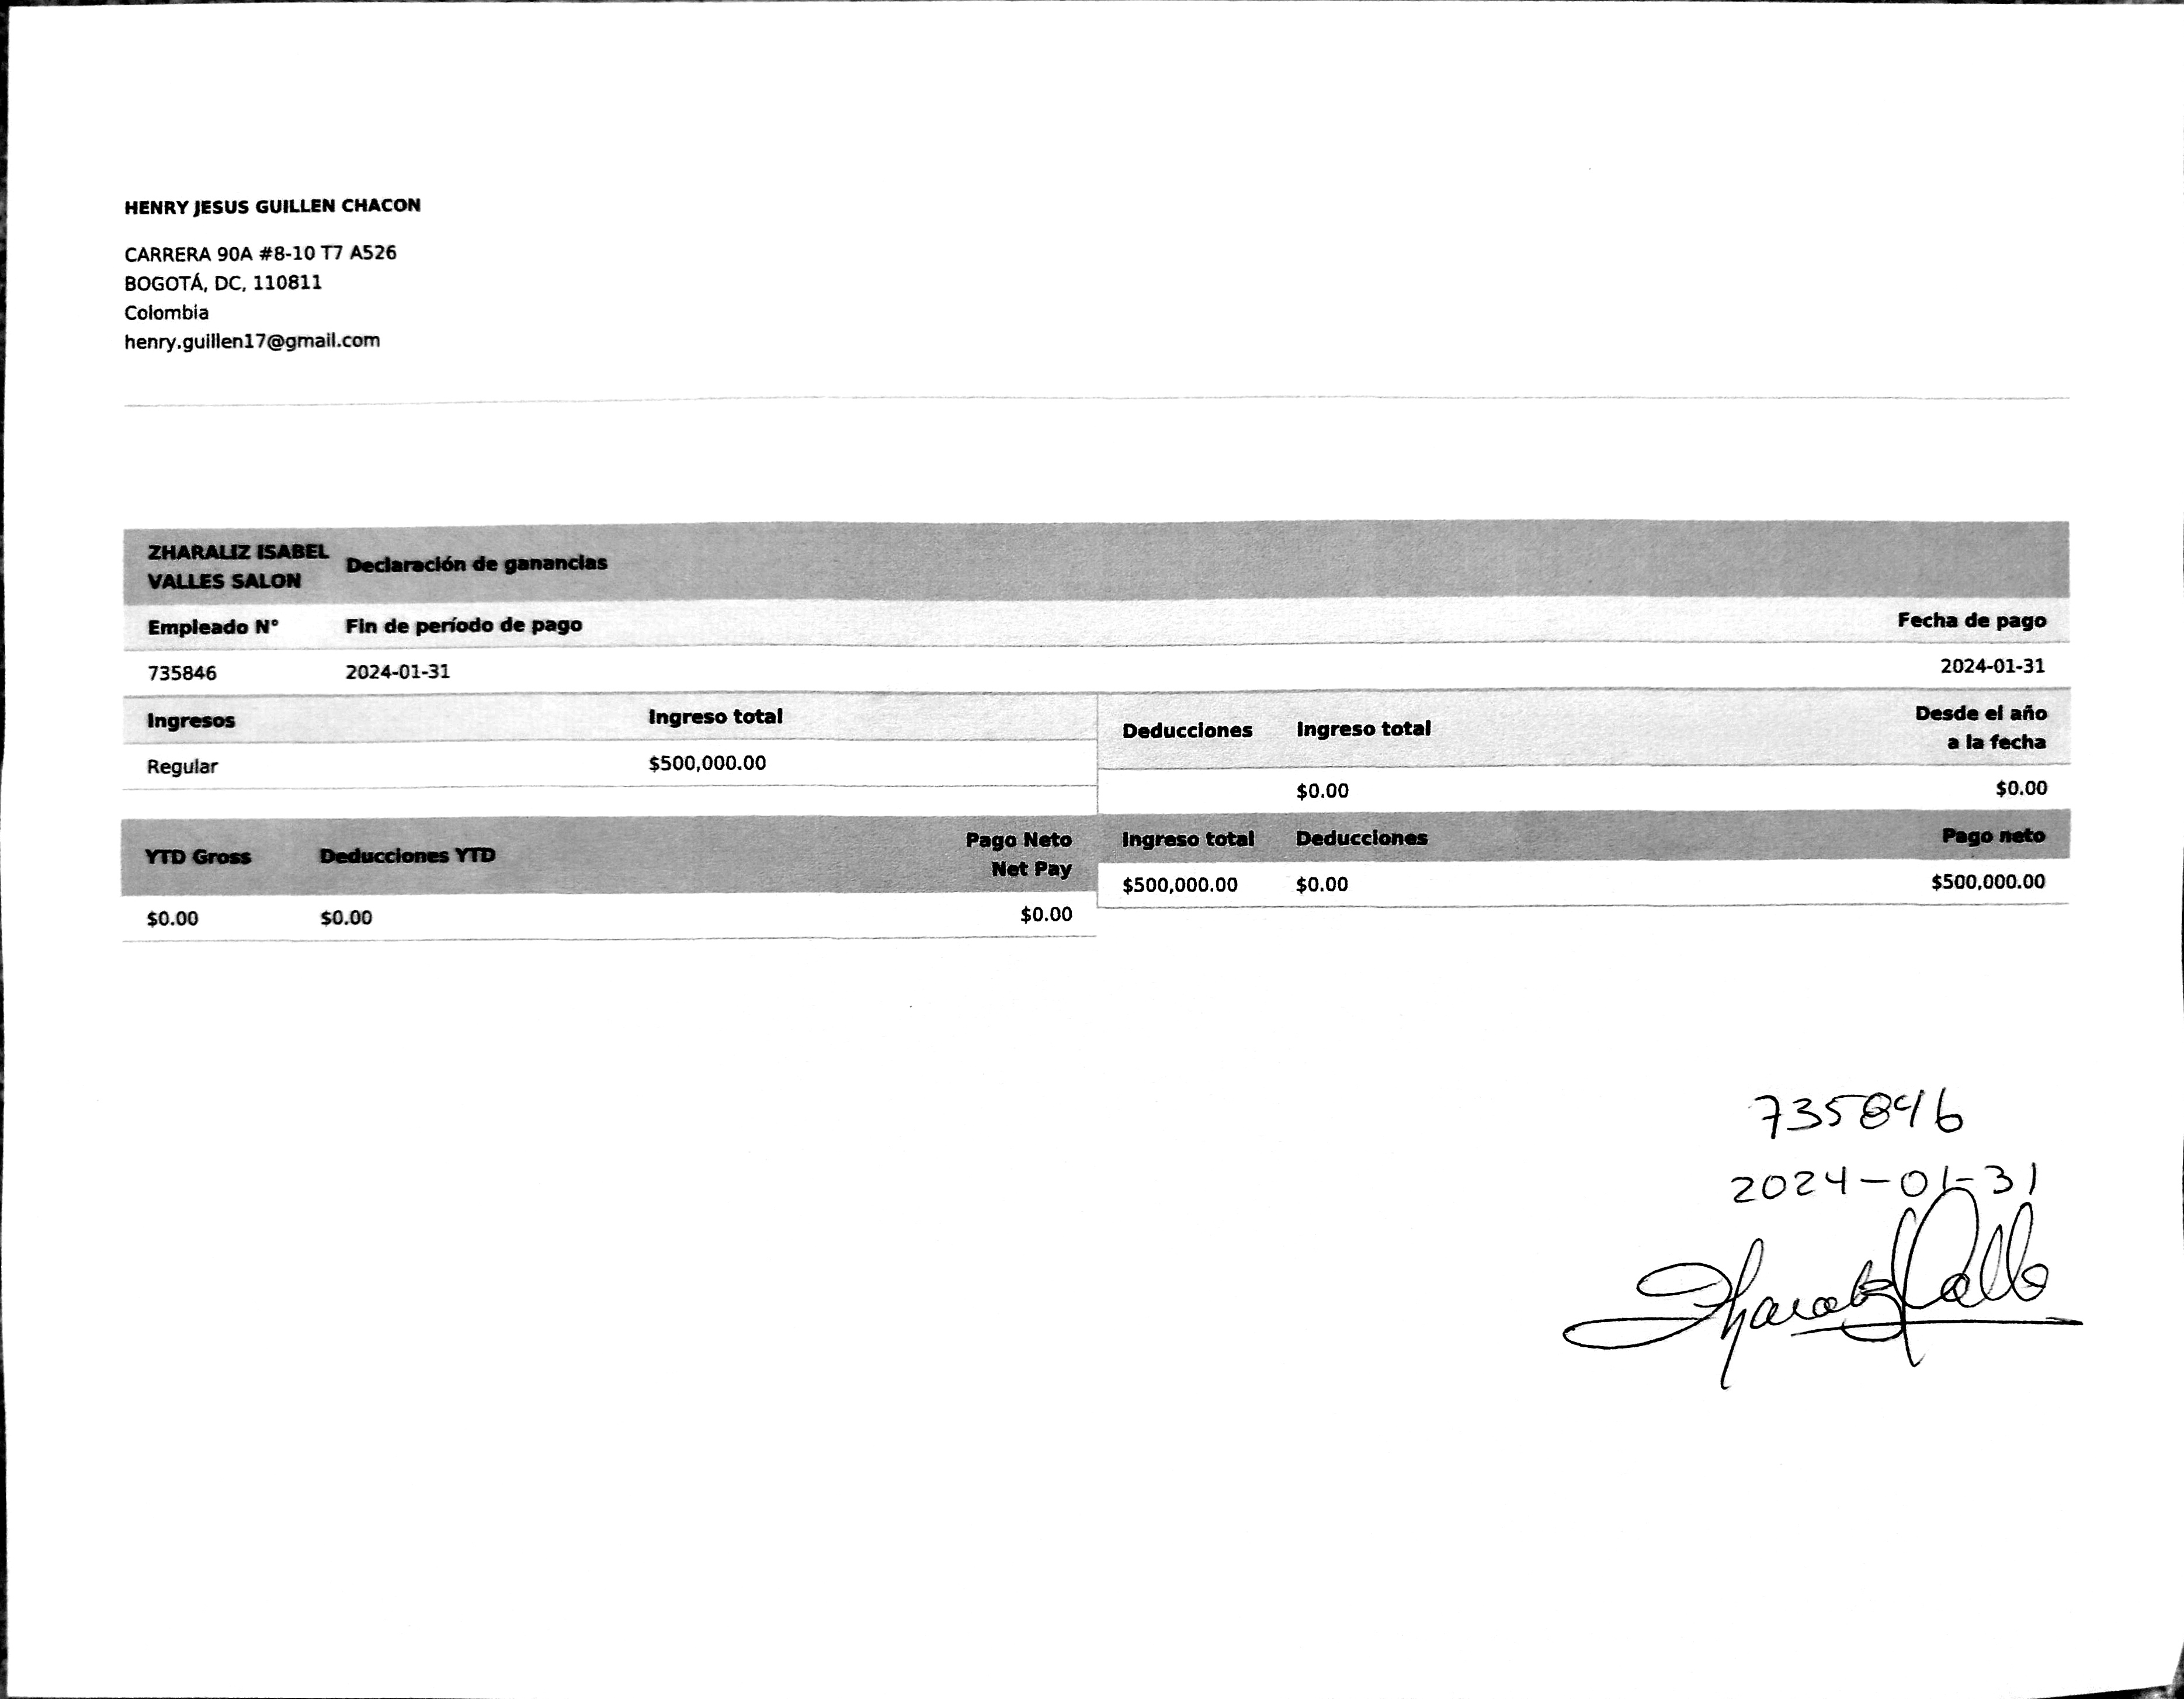 HENRY JESUS GUILLEN CHACON
CARRERA 90A #8-10 T7 A526
BOGOTÁ, DC, 110811
Colombia
henry.guillen17@gmail.com
ZHARALIZ ISABEL
VALLES SALON
Declaración de ganancias
Empleado N° Fin de período de pago Fecha de pago
735846 2024-01-31 2024-01-31
Ingresos Ingreso total
Regular $500,000.00
Deducciones Ingreso total Desde el año
a la fecha
$0.00 $0.00
YTD Gross Deducciones YTD Pago Neto
Net Pay
$0.00 $0.00 $0.00
Ingreso total Deducciones Pago neto
$500,000.00 $0.00 $500,000.00
735846
2024-01-31